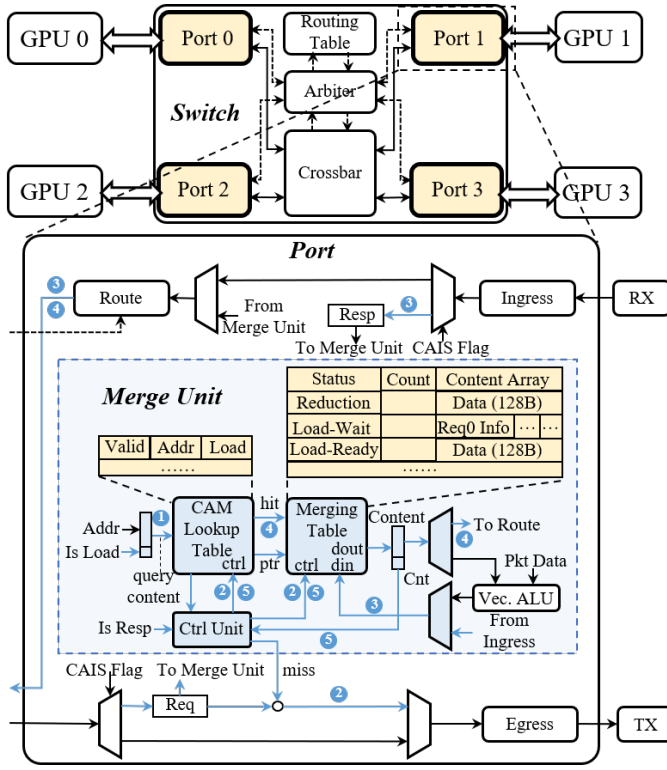 GPU 0
Port 0
Routing
Table
Port 1
GPU 1
Switch
Arbiter
GPU 2
Port 2
Crossbar
Port 3
GPU 3
Port
3
4
Route
From
Merge Unit
Resp
3
Ingress
RX
To Merge Unit
CAIS Flag
Merge Unit
Status Count Content Array
Reduction Data (128B)
Load-Wait Req0 Info ... ...
Load-Ready Data (128B)
......
Valid Addr Load
......
Addr
Is Load
1
CAM
Lookup
Table
ctrl
hit
4
ptr
Merging
Table
dout
ctrl din
Content
To Route
4
Cnt
Pkt Data
query
content
2 5
2 5
Vec. ALU
3
Is Resp
Ctrl Unit
5
From
Ingress
CAIS Flag
To Merge Unit
miss
Req
2
Egress
TX